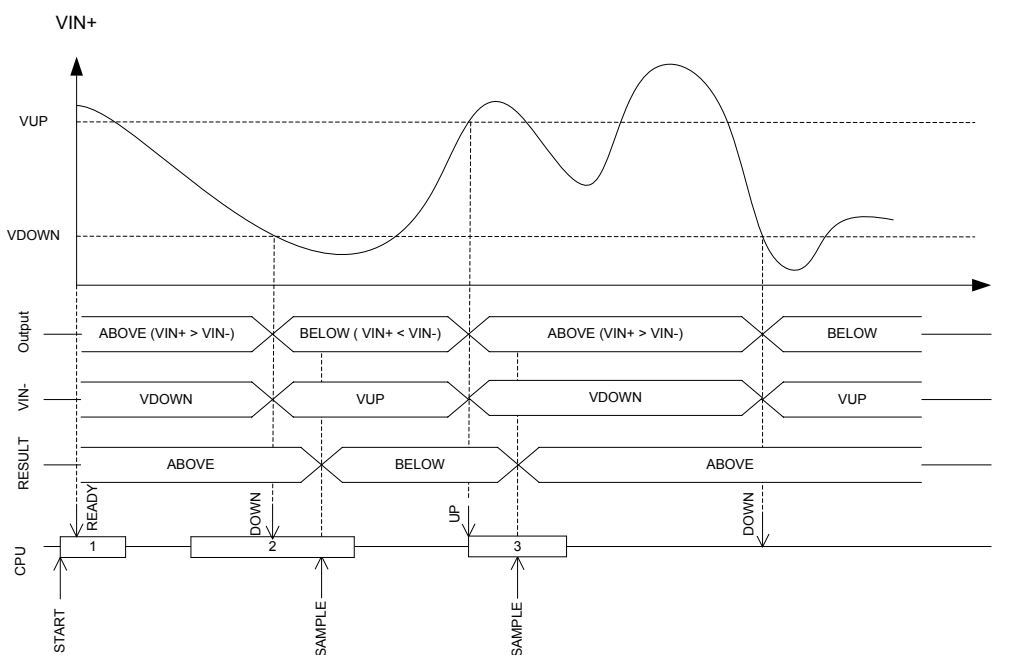 VIN+
VUP
VDOWN
Output
ABOVE (VIN+ > VIN-)
BELOW ( VIN+ < VIN-)
ABOVE (VIN+ > VIN-)
BELOW
VIN-
VDOWN
VUP
VDOWN
VUP
RESULT
ABOVE
BELOW
ABOVE
READY
DOWN
UP
DOWN
CPU
1
2
3
START
SAMPLE
SAMPLE